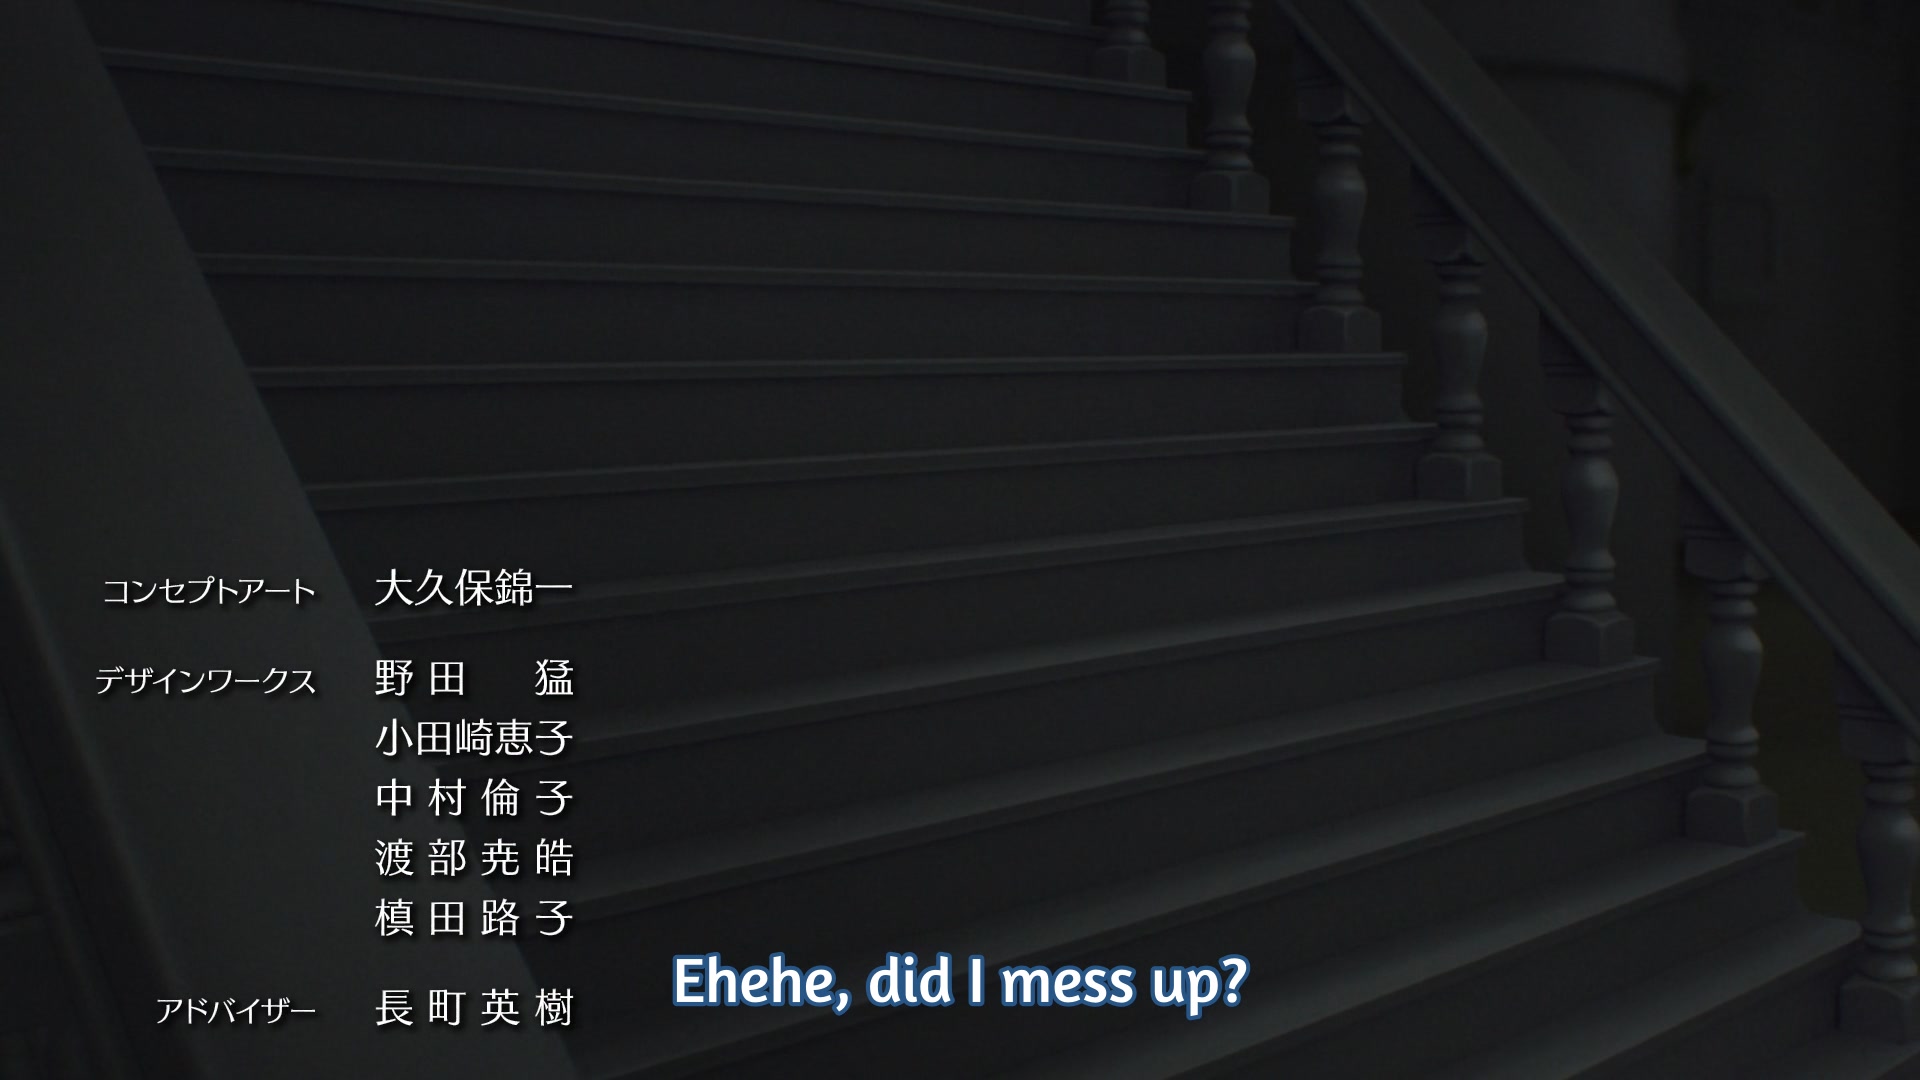 コンセプトアート 大久保錦一
デザインワークス 野田 猛
小田崎恵子
中村倫子
渡部尭皓
槙田路子
アドバイザー 長町英樹
Ehehe, did I mess up?